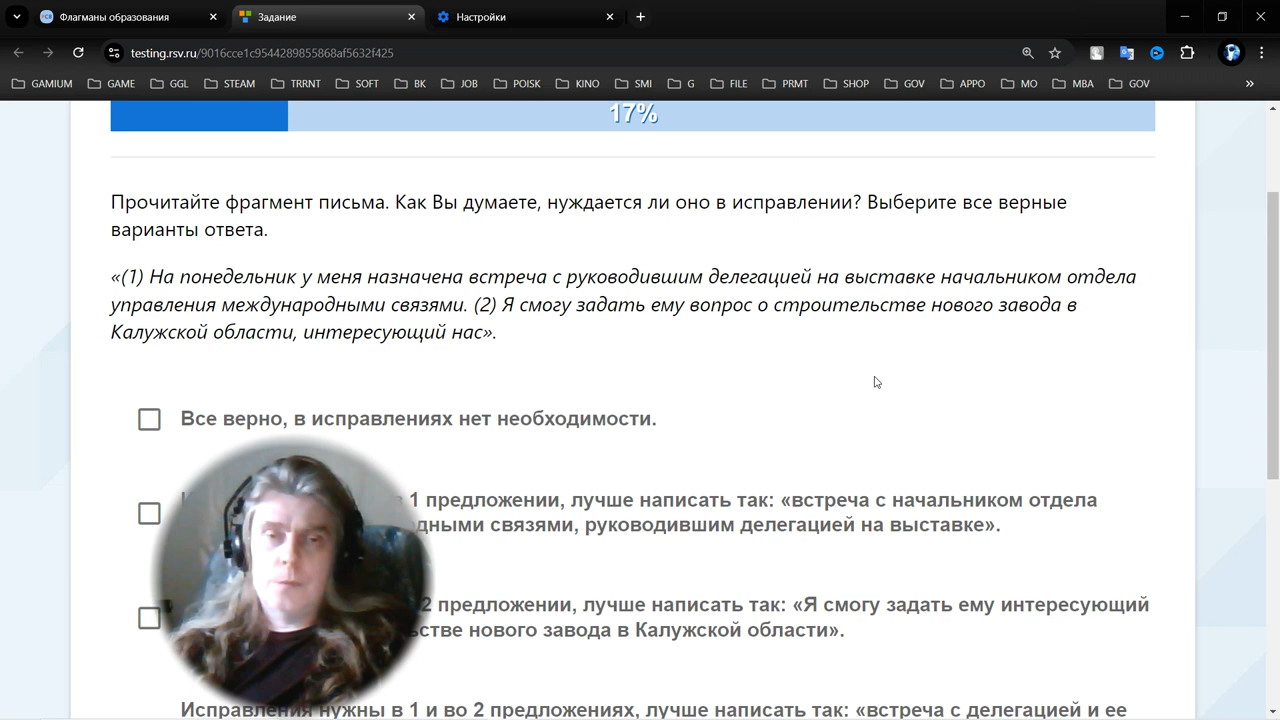 Флагманы образования
Задание
Настройки
testing.rsv.ru/9016cce1c9544289855868af5632f425
GAMIUM GAME GGL STEAM TRRNT SOFT BK JOB POISK KINO SMI G FILE PRMT SHOP GOV APPO MO MBA GOV »
17%
Прочитайте фрагмент письма. Как Вы думаете, нуждается ли оно в исправлении? Выберите все верные
варианты ответа.
«(1) На понедельник у меня назначена встреча с руководившим делегацией на выставке начальником отдела
управления международными связями. (2) Я смогу задать ему вопрос о строительстве нового завода в
Калужской области, интересующий нас».
Все верно, в исправлениях нет необходимости.
в 1 предложении, лучше написать так: «встреча с начальником отдела
связями, руководившим делегацией на выставке».
2 предложении, лучше написать так: «Я смогу задать ему интересующий
нового завода в Калужской области».
Исправления нужны в 1 и во 2 предложениях, лучше написать так: «встреча с делегацией и ее